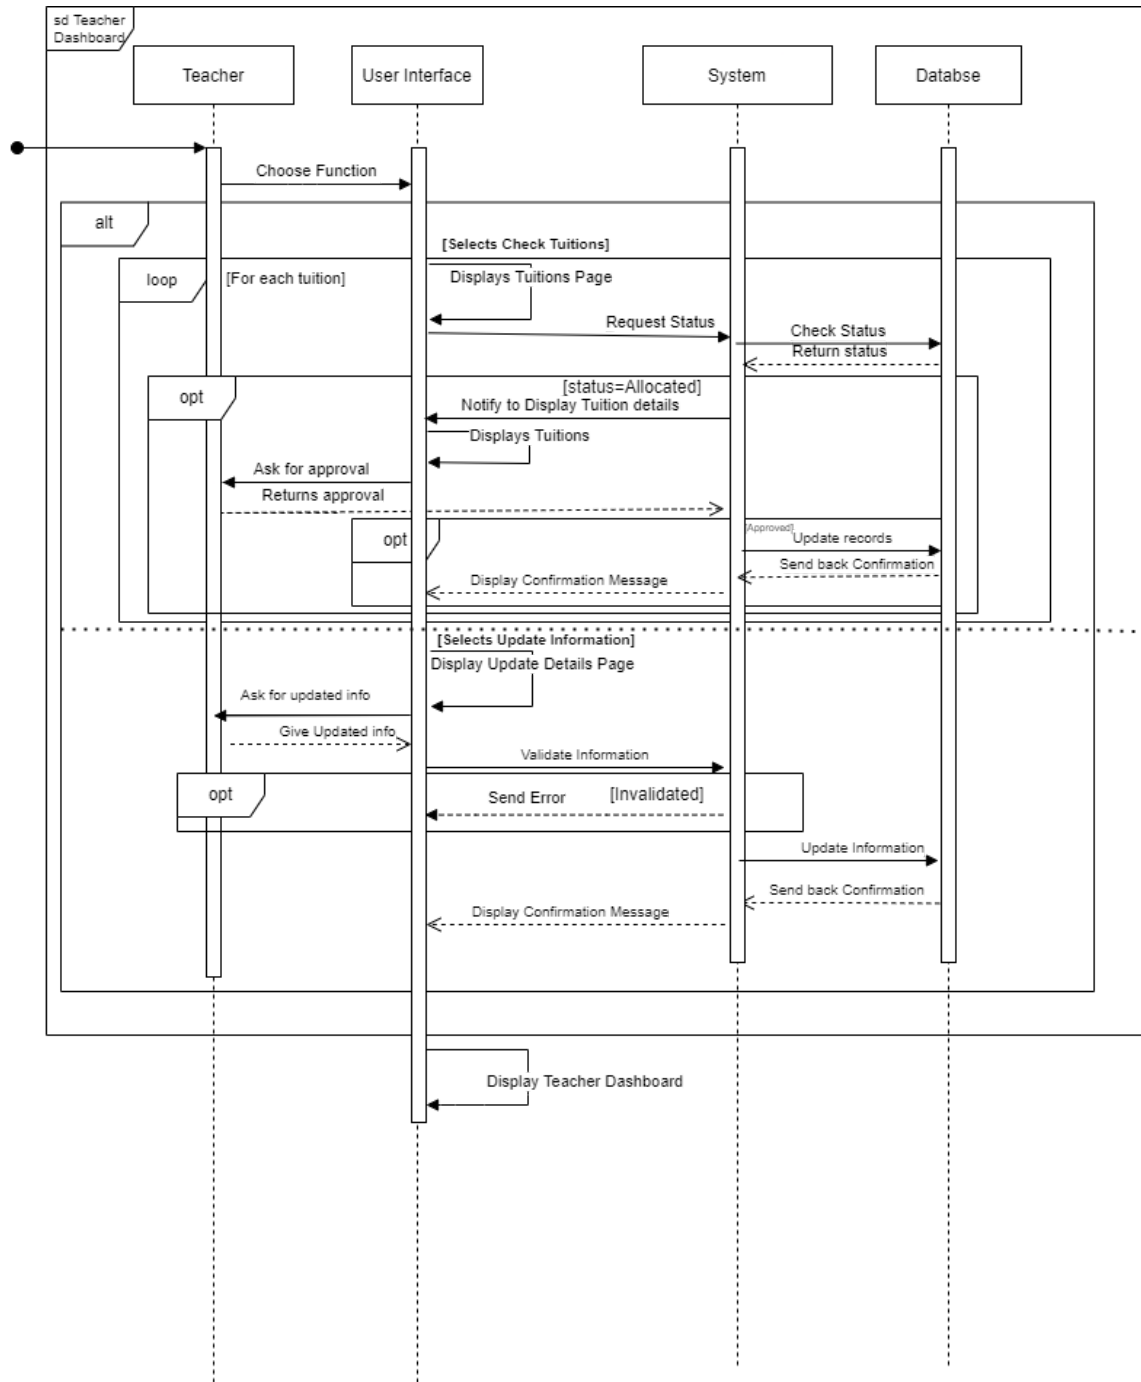 sd Teacher
Dashboard
Teacher
User Interface
System
Databse
Choose Function
alt
[Selects Check Tuitions]
loop
[For each tuition]
Displays Tuitions Page
Request Status
Check Status
Return status
opt
[status=Allocated]
Notify to Display Tuition details
Displays Tuitions
Ask for approval
Returns approval
opt
[Approved]
Update records
Send back Confirmation
Display Confirmation Message
[Selects Update Information]
Display Update Details Page
Ask for updated info
Give Updated info
Validate Information
opt
Send Error
[Invalidated]
Update Information
Send back Confirmation
Display Confirmation Message
Display Teacher Dashboard